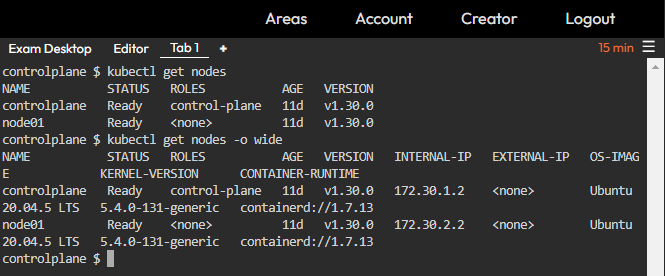 Areas Account Creator Logout
Exam Desktop Editor Tab 1 + 15 min ☰
controlplane $ kubectl get nodes
NAME           STATUS   ROLES           AGE   VERSION
controlplane   Ready    control-plane   11d   v1.30.0
node01         Ready    <none>          11d   v1.30.0
controlplane $ kubectl get nodes -o wide
NAME           STATUS   ROLES           AGE   VERSION   INTERNAL-IP   EXTERNAL-IP   OS-IMAG
E             KERNEL-VERSION      CONTAINER-RUNTIME
controlplane   Ready    control-plane   11d   v1.30.0   172.30.1.2    <none>        Ubuntu
20.04.5 LTS   5.4.0-131-generic   containerd://1.7.13
node01         Ready    <none>          11d   v1.30.0   172.30.2.2    <none>        Ubuntu
20.04.5 LTS   5.4.0-131-generic   containerd://1.7.13
controlplane $